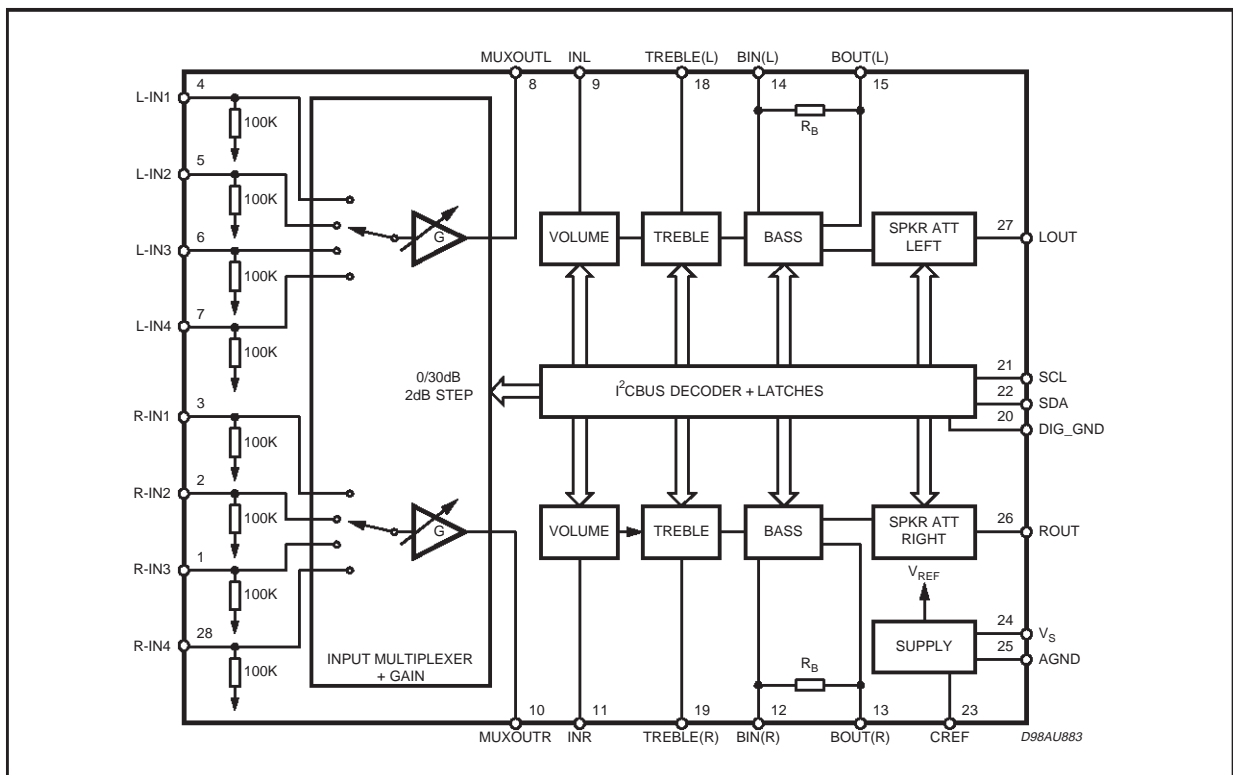 MUXOUTL INL TREBLE(L) BIN(L) BOUT(L)
4 8 9 18 14 15
L-IN1
100K
R_B
5
L-IN2
100K
6
L-IN3
100K
7
L-IN4
100K
G
VOLUME TREBLE BASS SPKR ATT LEFT
27
LOUT
0/30dB
2dB STEP
I²CBUS DECODER + LATCHES
21
SCL
22
SDA
20
DIG_GND
3
R-IN1
100K
2
R-IN2
100K
1
R-IN3
100K
28
R-IN4
100K
G
VOLUME TREBLE BASS SPKR ATT RIGHT
26
ROUT
V_REF
24
V_S
SUPPLY
25
AGND
INPUT MULTIPLEXER
+ GAIN
R_B
10 11 19 12 13 23
MUXOUTR INR TREBLE(R) BIN(R) BOUT(R) CREF
D98AU883